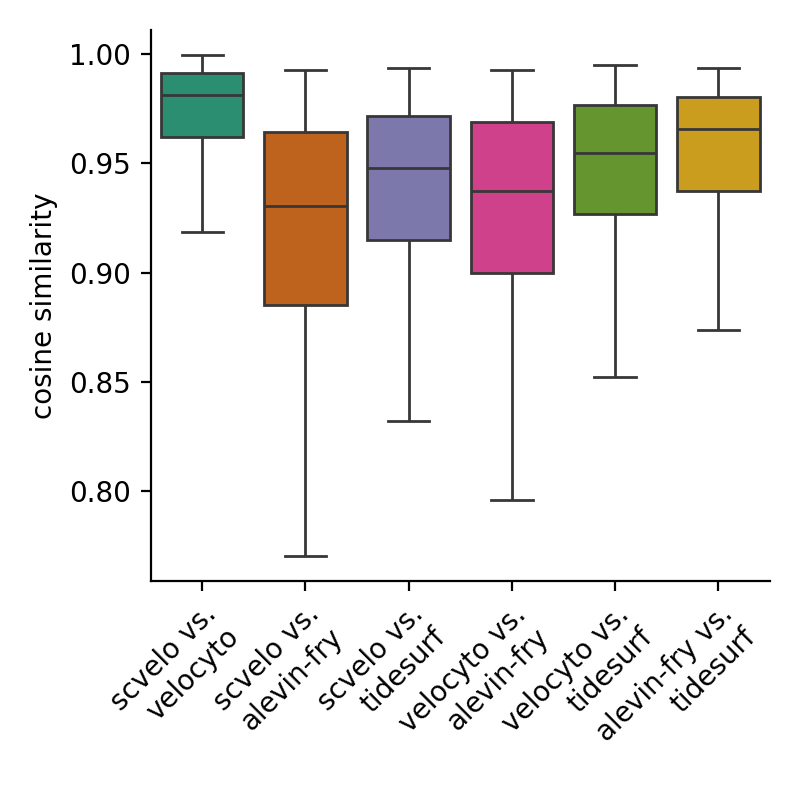 1.00
0.95
0.90
0.85
0.80
cosine similarity
scvelo vs.
velocyto
scvelo vs.
alevin-fry
scvelo vs.
tidesurf
velocyto vs.
alevin-fry
velocyto vs.
tidesurf
alevin-fry vs.
tidesurf